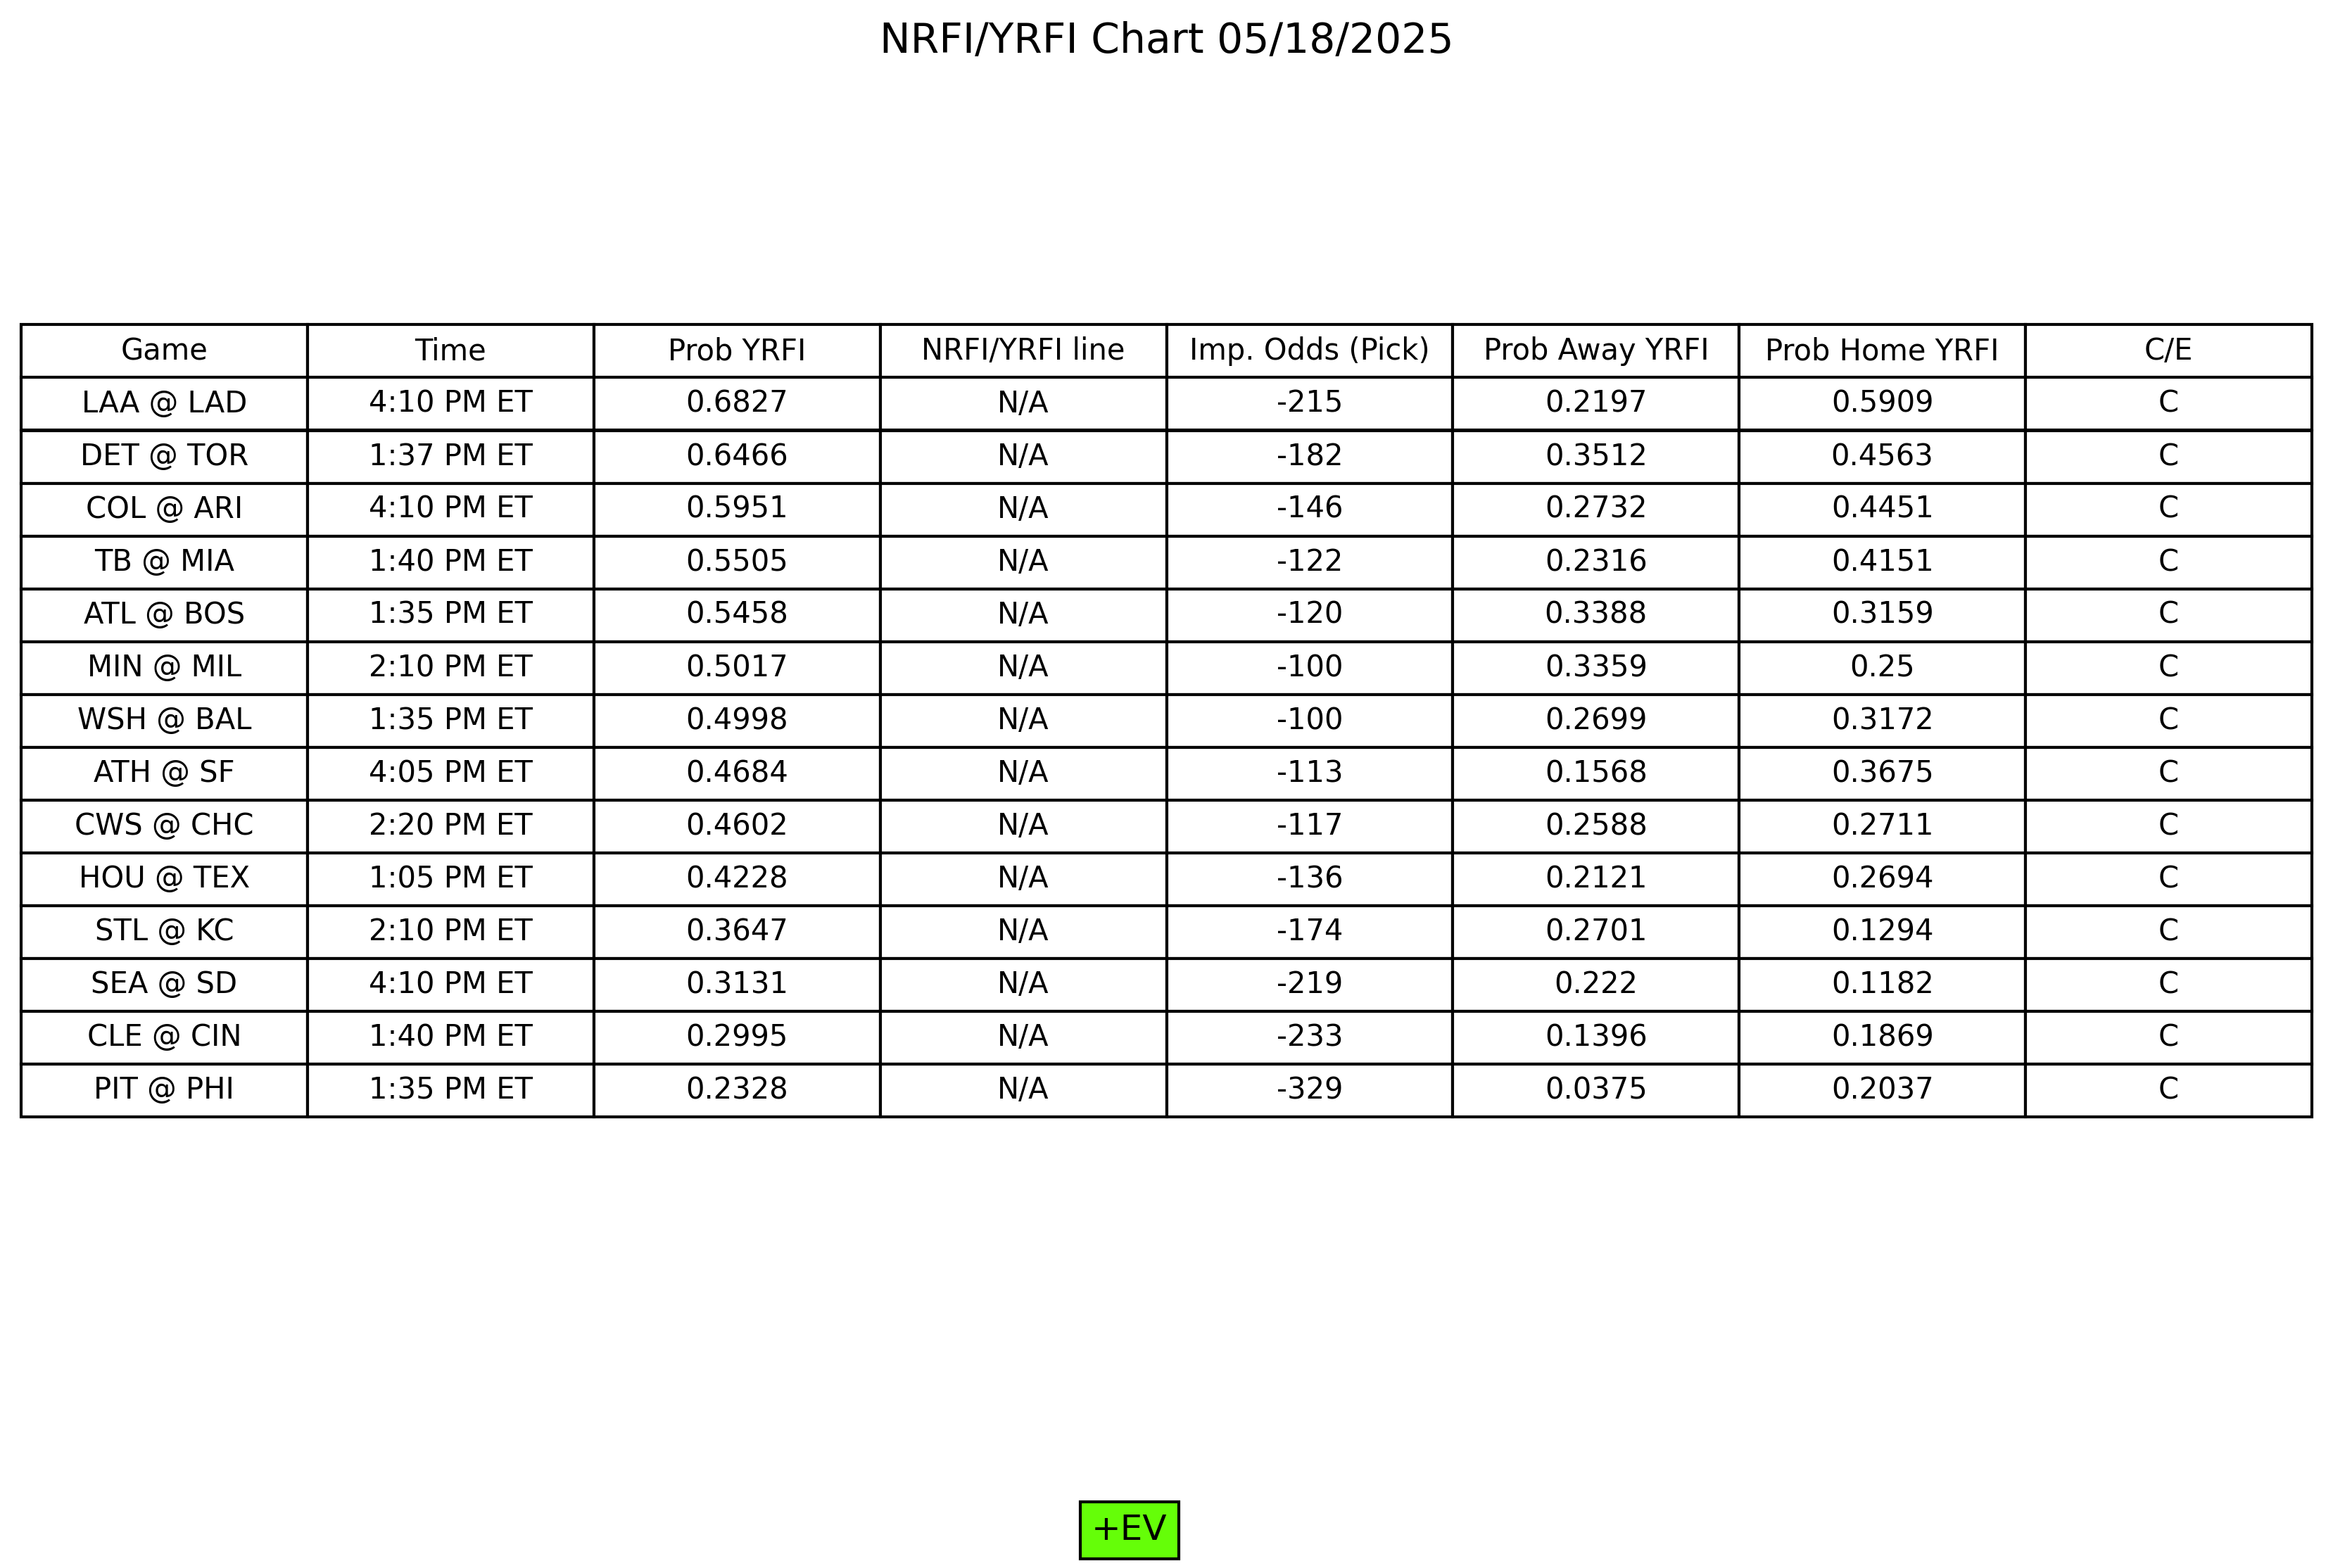 NRFI/YRFI Chart 05/18/2025
Game Time Prob YRFI NRFI/YRFI line Imp. Odds (Pick) Prob Away YRFI Prob Home YRFI C/E
LAA @ LAD 4:10 PM ET 0.6827 N/A -215 0.2197 0.5909 C
DET @ TOR 1:37 PM ET 0.6466 N/A -182 0.3512 0.4563 C
COL @ ARI 4:10 PM ET 0.5951 N/A -146 0.2732 0.4451 C
TB @ MIA 1:40 PM ET 0.5505 N/A -122 0.2316 0.4151 C
ATL @ BOS 1:35 PM ET 0.5458 N/A -120 0.3388 0.3159 C
MIN @ MIL 2:10 PM ET 0.5017 N/A -100 0.3359 0.25 C
WSH @ BAL 1:35 PM ET 0.4998 N/A -100 0.2699 0.3172 C
ATH @ SF 4:05 PM ET 0.4684 N/A -113 0.1568 0.3675 C
CWS @ CHC 2:20 PM ET 0.4602 N/A -117 0.2588 0.2711 C
HOU @ TEX 1:05 PM ET 0.4228 N/A -136 0.2121 0.2694 C
STL @ KC 2:10 PM ET 0.3647 N/A -174 0.2701 0.1294 C
SEA @ SD 4:10 PM ET 0.3131 N/A -219 0.222 0.1182 C
CLE @ CIN 1:40 PM ET 0.2995 N/A -233 0.1396 0.1869 C
PIT @ PHI 1:35 PM ET 0.2328 N/A -329 0.0375 0.2037 C
+EV